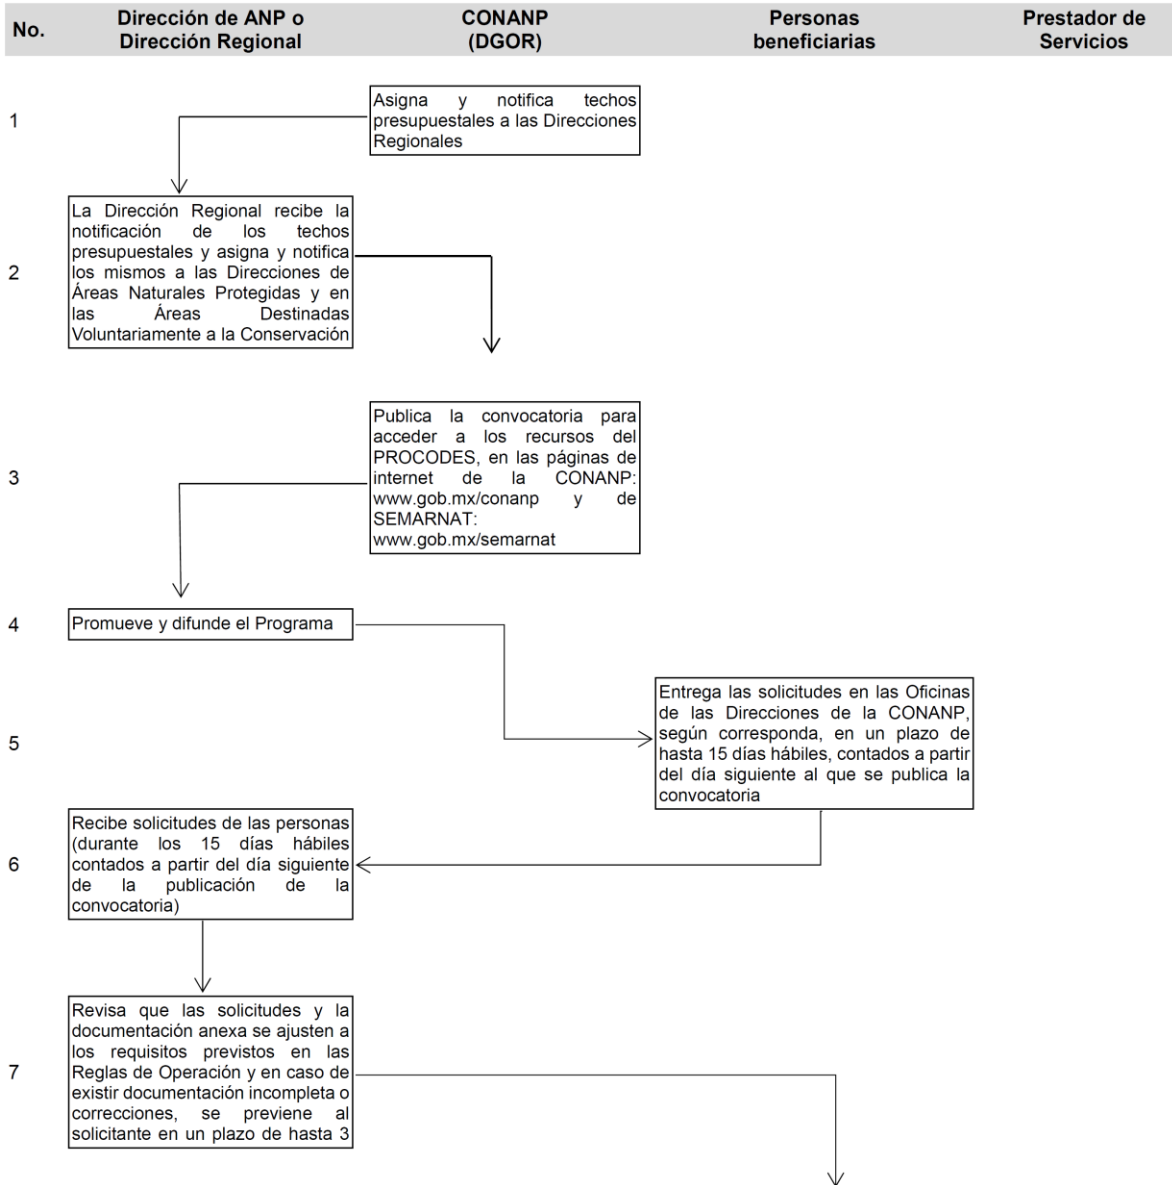 No.
Dirección de ANP o
Dirección Regional
CONANP
(DGOR)
Personas
beneficiarias
Prestador de
Servicios
1
Asigna y notifica techos
presupuestales a las Direcciones
Regionales
2
La Dirección Regional recibe la
notificación de los techos
presupuestales y asigna y notifica
los mismos a las Direcciones de
Áreas Naturales Protegidas y en
las Áreas Destinadas
Voluntariamente a la Conservación
3
Publica la convocatoria para
acceder a los recursos del
PROCODES, en las páginas de
internet de la CONANP:
www.gob.mx/conanp y de
SEMARNAT:
www.gob.mx/semarnat
4
Promueve y difunde el Programa
5
Entrega las solicitudes en las Oficinas
de las Direcciones de la CONANP,
según corresponda, en un plazo de
hasta 15 días hábiles, contados a partir
del día siguiente al que se publica la
convocatoria
6
Recibe solicitudes de las personas
(durante los 15 días hábiles
contados a partir del día siguiente
de la publicación de la
convocatoria)
7
Revisa que las solicitudes y la
documentación anexa se ajusten a
los requisitos previstos en las
Reglas de Operación y en caso de
existir documentación incompleta o
correcciones, se previene al
solicitante en un plazo de hasta 3